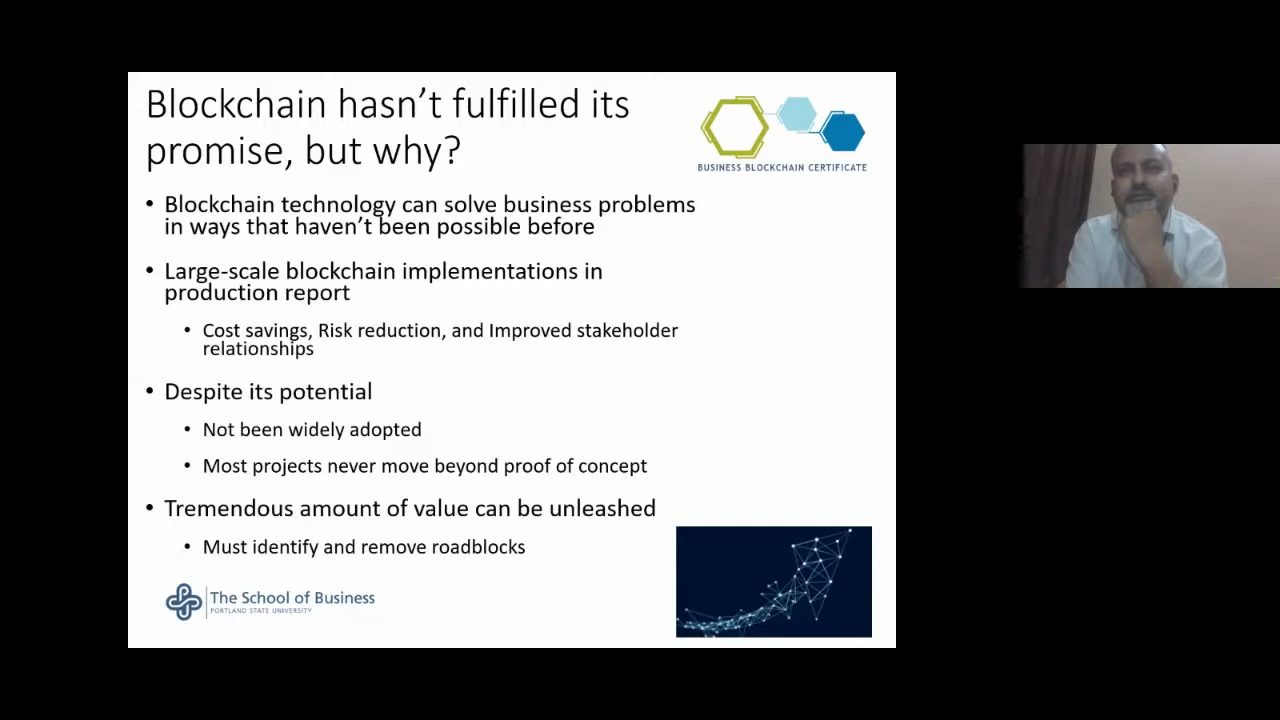 Blockchain hasn't fulfilled its
promise, but why?
BUSINESS BLOCKCHAIN CERTIFICATE
• Blockchain technology can solve business problems
in ways that haven't been possible before
• Large-scale blockchain implementations in
production report
• Cost savings, Risk reduction, and Improved stakeholder
relationships
• Despite its potential
• Not been widely adopted
• Most projects never move beyond proof of concept
• Tremendous amount of value can be unleashed
• Must identify and remove roadblocks
The School of Business
PORTLAND STATE UNIVERSITY